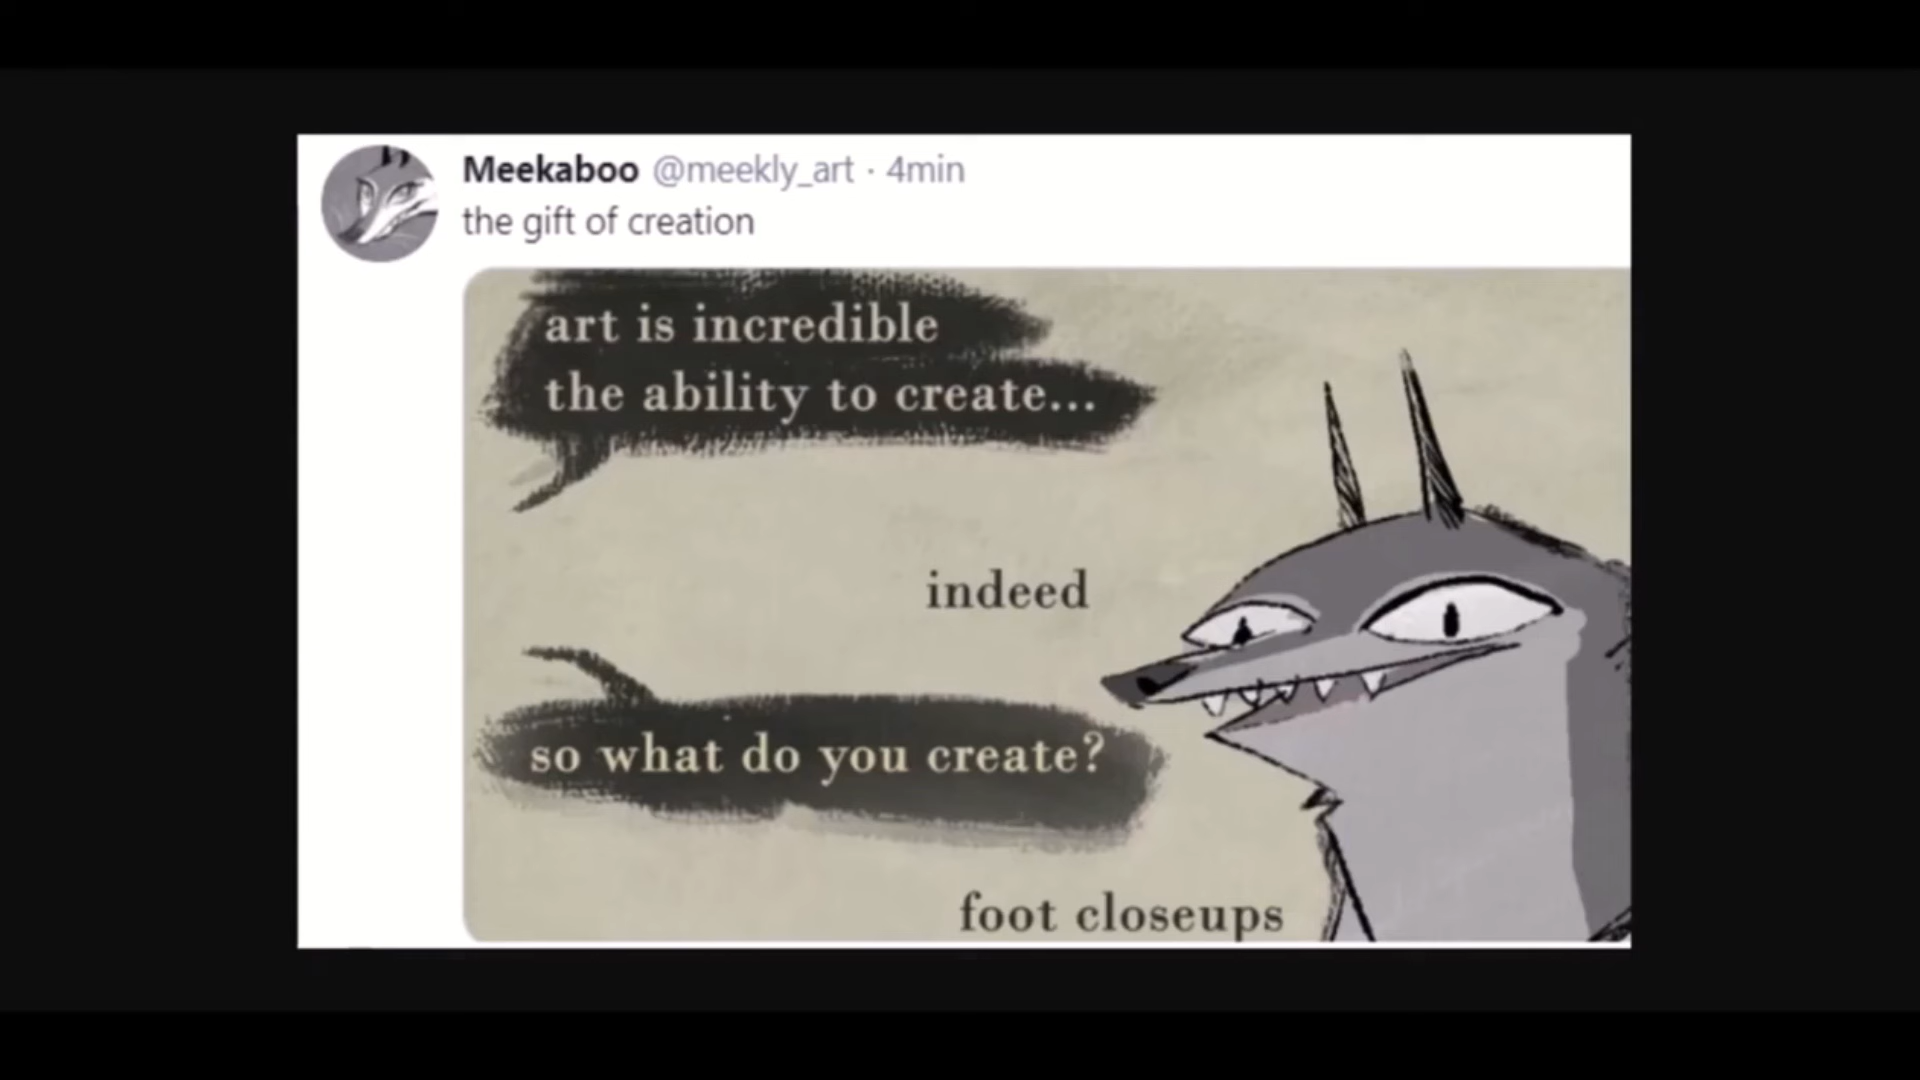 Meekaboo @meekly_art · 4min
the gift of creation
art is incredible
the ability to create...
indeed
so what do you create?
foot closeups